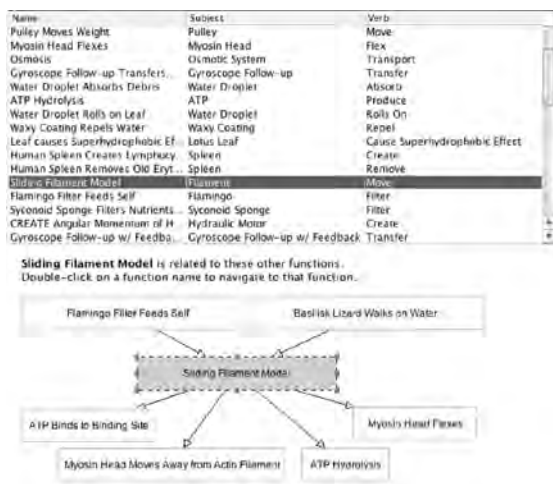 Name Subject Verb
Pulley Moves Weight Pulley Move
Myosin Head Flexes Myosin Head Flex
Osmosis Osmotic System Transport
Gyroscope Follow-up Transfers... Gyroscope Follow-up Transfer
Water Droplet Absorbs Debris Water Droplet Absorb
ATP Hydrolysis ATP Produce
Water Droplet Rolls on Leaf Water Droplet Rolls On
Waxy Coating Repels Water Waxy Coating Repel
Leaf causes Superhydrophobic Ef... Lotus Leaf Cause Superhydrophobic Effect
Human Spleen Creates Lymphocy... Spleen Create
Human Spleen Removes Old Eryt... Spleen Remove
Sliding Filament Model Filament Move
Flamingo Filter Feeds Self Flamingo Filter
Syconoid Sponge Filters Nutrients... Syconoid Sponge Filter
CREATE Angular Momentum of H... Hydraulic Motor Create
Gyroscope Follow-up w/ Feedba... Gyroscope Follow-up w/ Feedback Transfer
Sliding Filament Model is related to these other functions.
Double-click on a function name to navigate to that function.
Flamingo Filter Feeds Self Basilisk Lizard Walks on Water
Sliding Filament Model
ATP Binds to Binding Site Myosin Head Flexes
Myosin Head Moves Away from Actin Filament ATP Hydrolysis